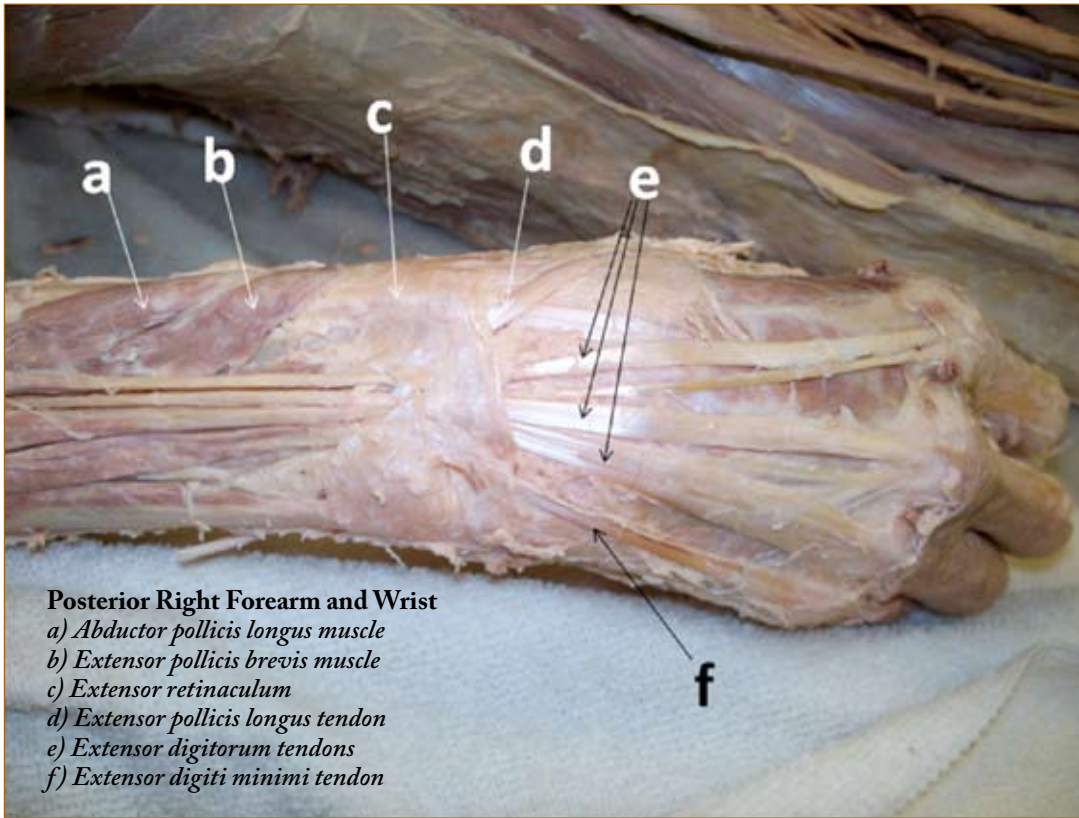 a
b
c
d
e
f
Posterior Right Forearm and Wrist
a) Abductor pollicis longus muscle
b) Extensor pollicis brevis muscle
c) Extensor retinaculum
d) Extensor pollicis longus tendon
e) Extensor digitorum tendons
f) Extensor digiti minimi tendon